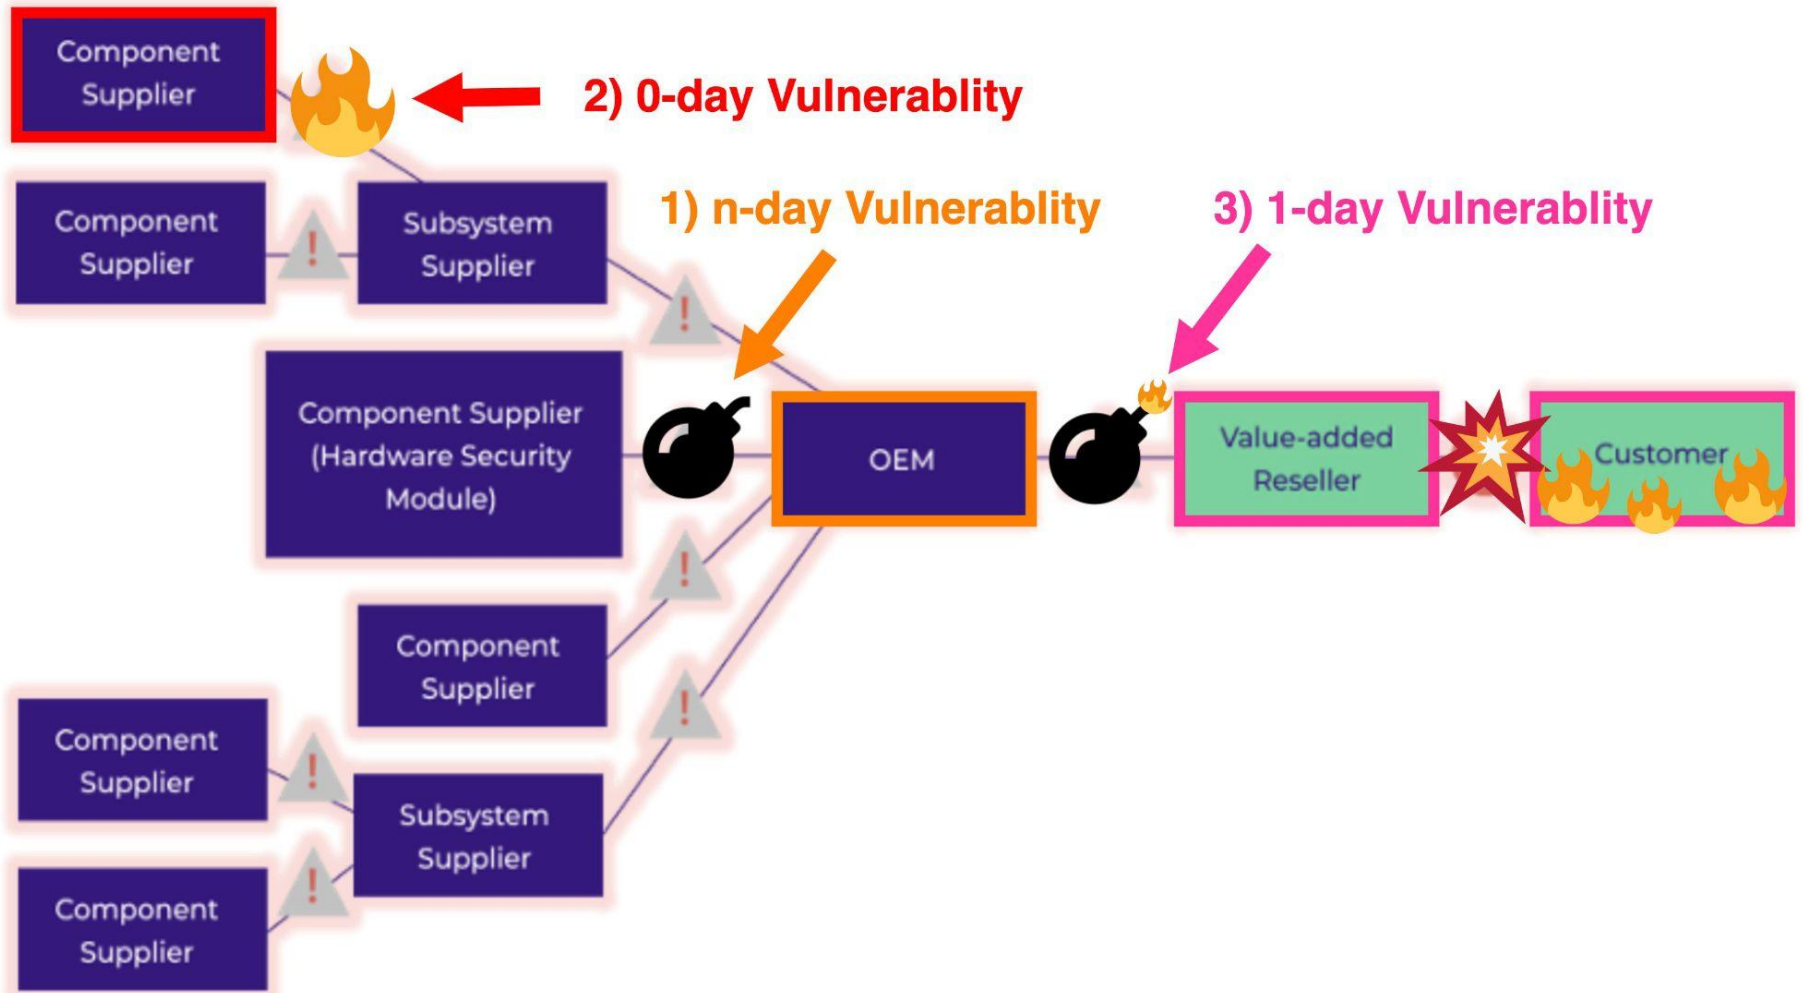 Component
Supplier
2) 0-day Vulnerablity
Component
Supplier
!
Subsystem
Supplier
1) n-day Vulnerablity
3) 1-day Vulnerablity
!
Component Supplier
(Hardware Security
Module)
OEM
Value-added
Reseller
Customer
!
Component
Supplier
!
Component
Supplier
!
Subsystem
Supplier
!
Component
Supplier